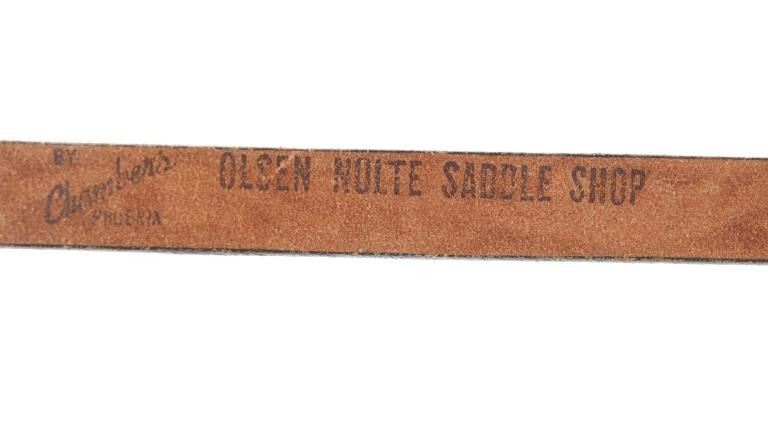 BY
Chambers
PHOENIX
OLSEN NOLTE SADDLE SHOP